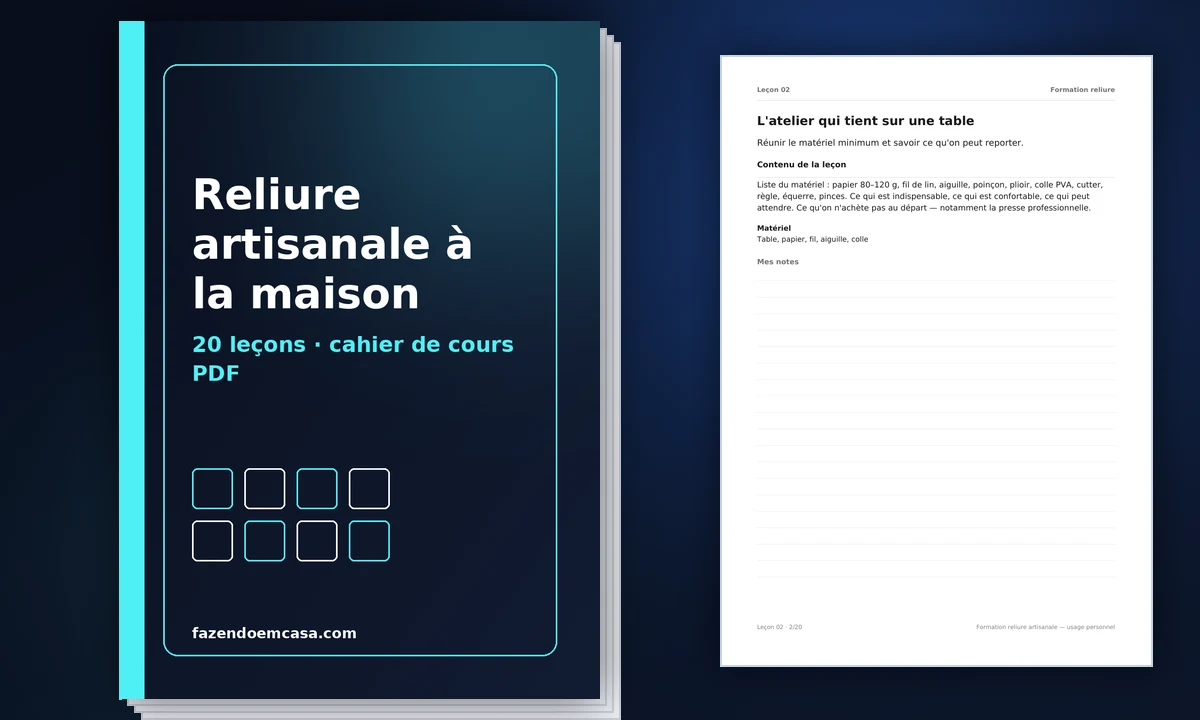 Reliure
artisanale à
la maison
20 leçons · cahier de cours
PDF
fazendoemcasa.com
Leçon 02
Formation reliure
L'atelier qui tient sur une table
Réunir le matériel minimum et savoir ce qu'on peut reporter.
Contenu de la leçon
Liste du matériel : papier 80–120 g, fil de lin, aiguille, poinçon, plioir, colle PVA, cutter,
règle, équerre, pinces. Ce qui est indispensable, ce qui est confortable, ce qui peut
attendre. Ce qu'on n'achète pas au départ — notamment la presse professionnelle.
Matériel
Table, papier, fil, aiguille, colle
Mes notes
Leçon 02 · 2/20
Formation reliure artisanale — usage personnel